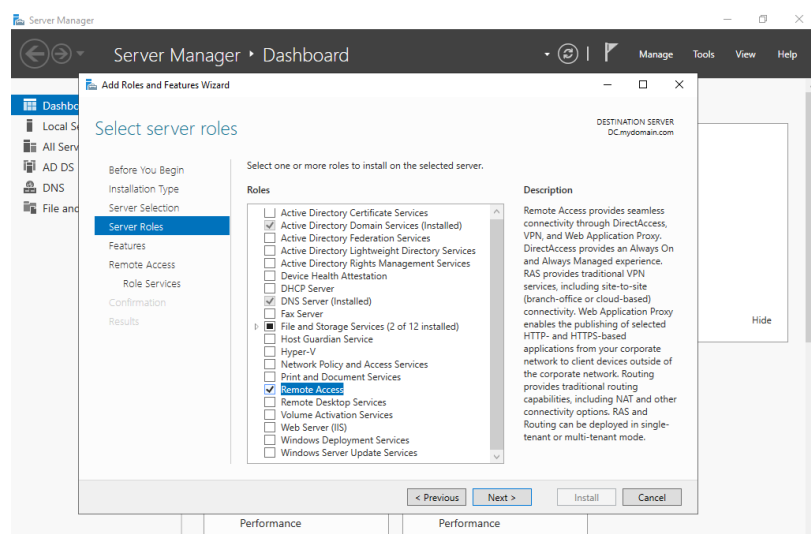 Server Manager
Server Manager • Dashboard
Manage Tools View Help
Add Roles and Features Wizard
Dashbo
Local Se
All Serv
AD DS
DNS
File and
Select server roles
DESTINATION SERVER
DC.mydomain.com
Before You Begin
Installation Type
Server Selection
Server Roles
Features
Remote Access
Role Services
Confirmation
Results
Select one or more roles to install on the selected server.
Roles
Active Directory Certificate Services
Active Directory Domain Services (Installed)
Active Directory Federation Services
Active Directory Lightweight Directory Services
Active Directory Rights Management Services
Device Health Attestation
DHCP Server
DNS Server (Installed)
Fax Server
File and Storage Services (2 of 12 installed)
Host Guardian Service
Hyper-V
Network Policy and Access Services
Print and Document Services
Remote Access
Remote Desktop Services
Volume Activation Services
Web Server (IIS)
Windows Deployment Services
Windows Server Update Services
Description
Remote Access provides seamless
connectivity through DirectAccess,
VPN, and Web Application Proxy.
DirectAccess provides an Always On
and Always Managed experience.
RAS provides traditional VPN
services, including site-to-site
(branch-office or cloud-based)
connectivity. Web Application Proxy
enables the publishing of selected
HTTP- and HTTPS-based
applications from your corporate
network to client devices outside of
the corporate network. Routing
provides traditional routing
capabilities, including NAT and other
connectivity options. RAS and
Routing can be deployed in single-
tenant or multi-tenant mode.
Hide
< Previous
Next >
Install
Cancel
Performance
Performance